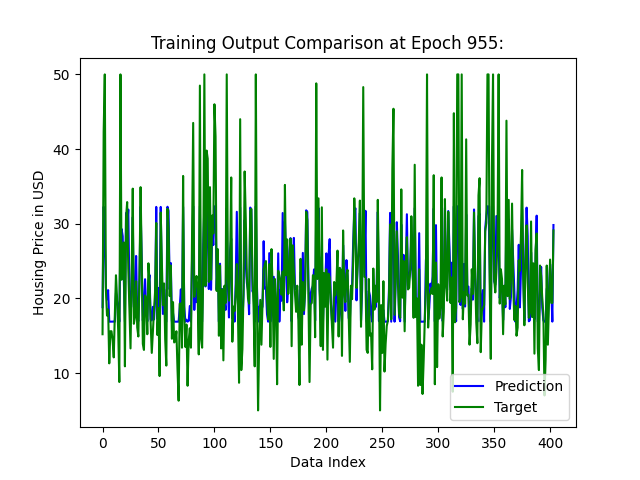 Training Output Comparison at Epoch 955:
50
40
30
20
10
Housing Price in USD
Prediction
Target
0 50 100 150 200 250 300 350 400
Data Index